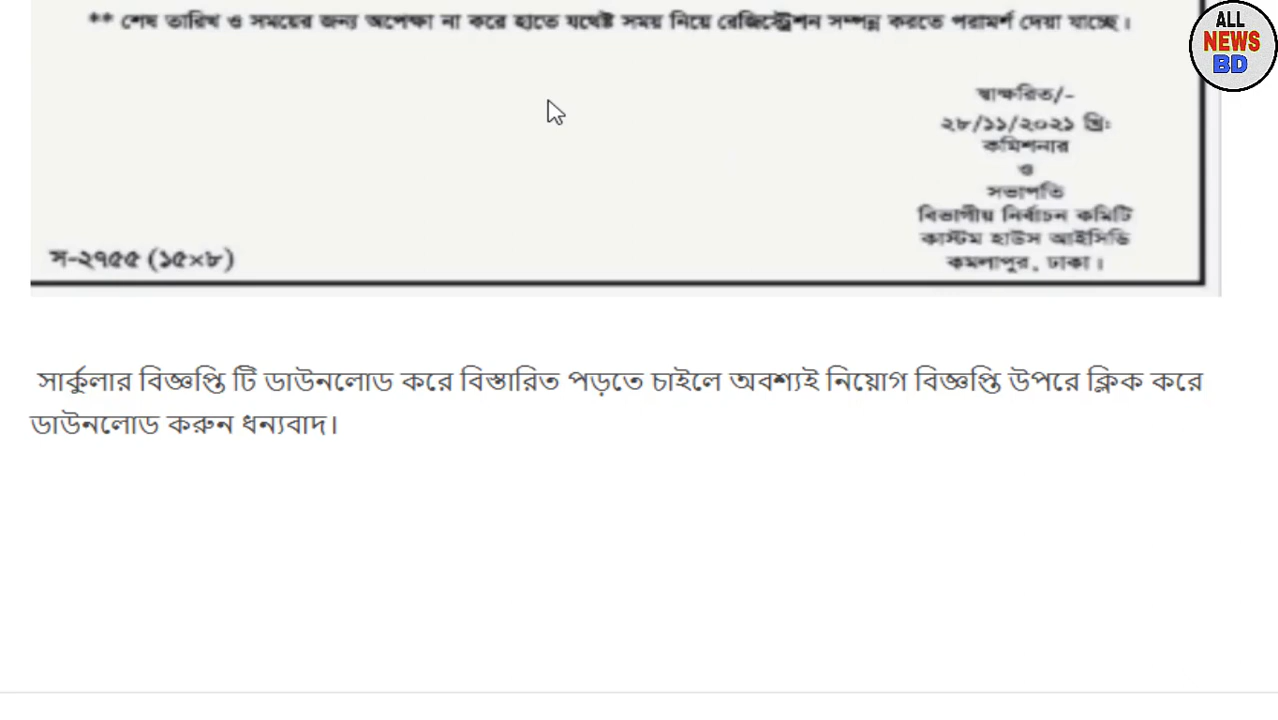 ** শেষ তারিখ ও সময়ের জন্য অপেক্ষা না করে হাতে যথেষ্ট সময় নিয়ে রেজিস্ট্রেশন সম্পন্ন করতে পরামর্শ দেয়া যাচ্ছে।
ALL
NEWS
BD
স্বাক্ষরিত/-
২৮/১১/২০২১ খ্রি:
কমিশনার
ও
সভাপতি
বিভাগীয় নির্বাচন কমিটি
কাস্টম হাউস আইসিডি
কমলাপুর, ঢাকা।
স-২৭৫৫ (১৫×৮)
সার্কুলার বিজ্ঞপ্তি টি ডাউনলোড করে বিস্তারিত পড়তে চাইলে অবশ্যই নিয়োগ বিজ্ঞপ্তি উপরে ক্লিক করে
ডাউনলোড করুন ধন্যবাদ।